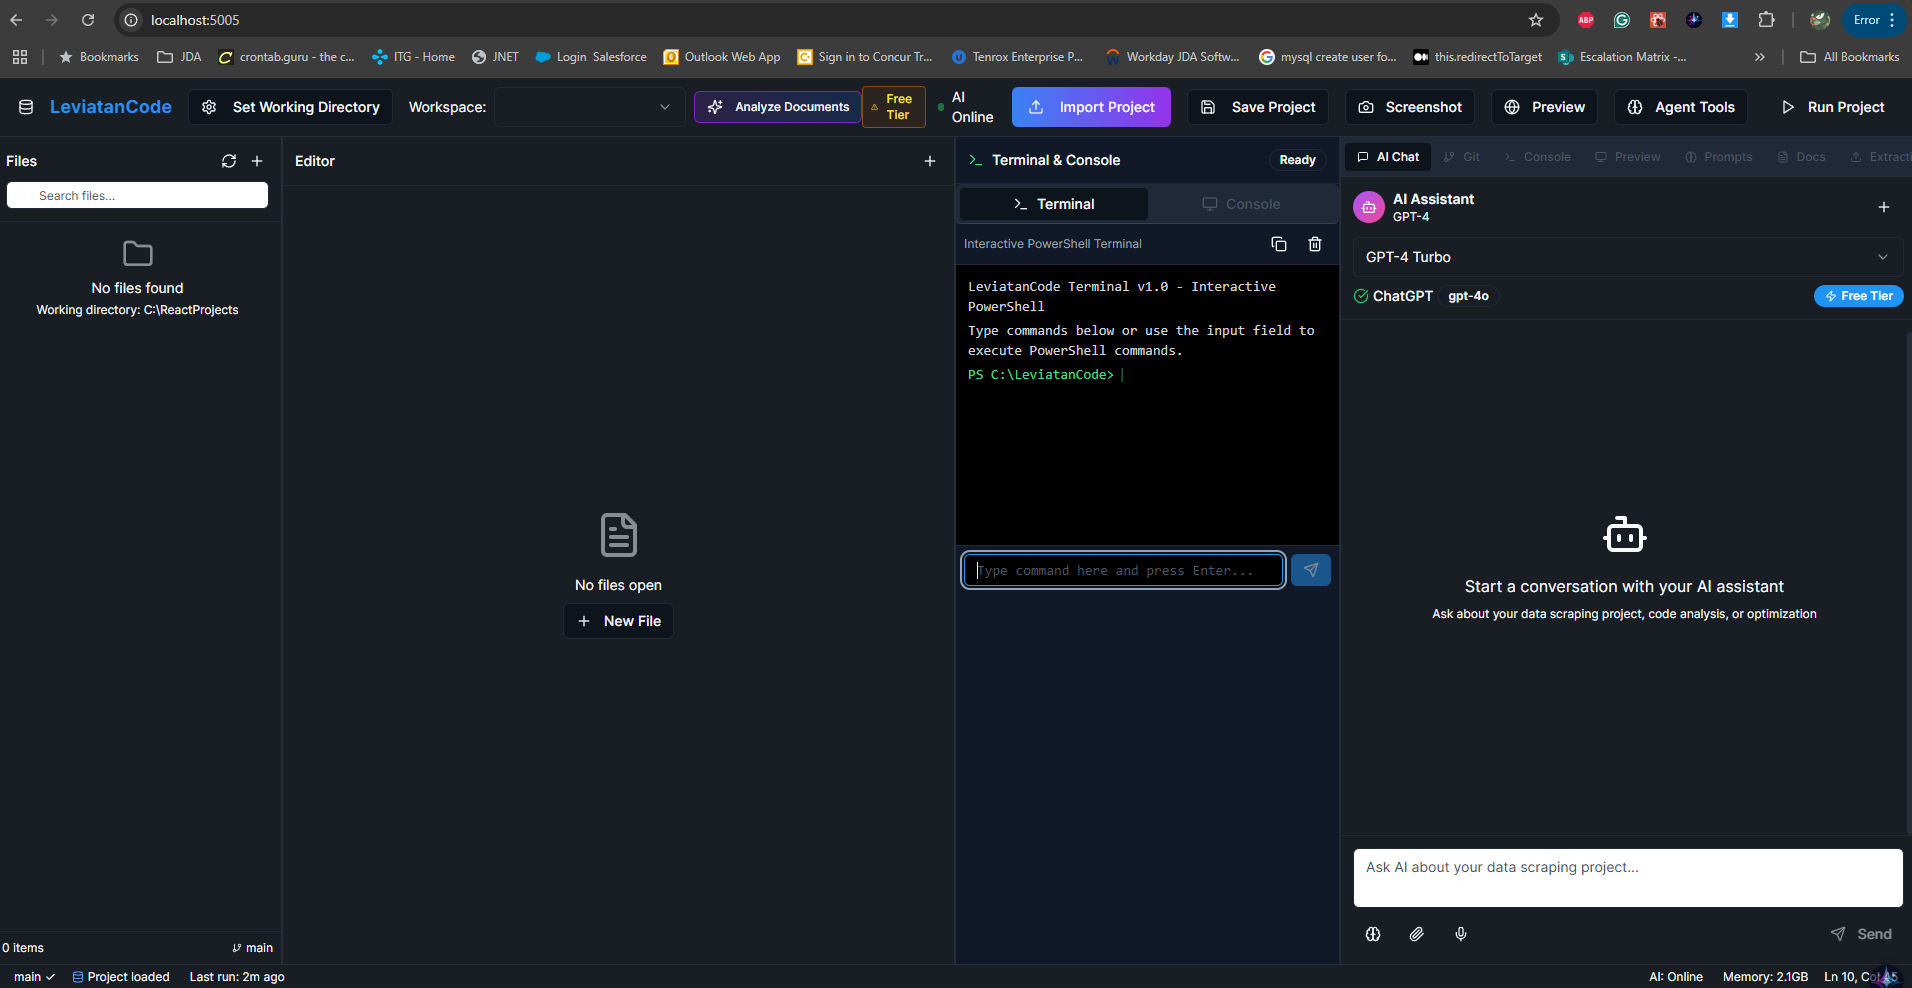 localhost:5005
ABP
Error
Bookmarks
JDA
crontab.guru - the c...
ITG - Home
JNET
Login Salesforce
Outlook Web App
Sign in to Concur Tr...
Tenrox Enterprise P...
Workday JDA Softw...
mysql create user fo...
this.redirectToTarget
Escalation Matrix -...
All Bookmarks
LeviatanCode
Set Working Directory
Workspace:
Analyze Documents
Free
Tier
AI
Online
Import Project
Save Project
Screenshot
Preview
Agent Tools
Run Project
Files
Search files...
No files found
Working directory: C:\ReactProjects
0 items
main
Editor
No files open
New File
Terminal & Console
Ready
Terminal
Console
Interactive PowerShell Terminal
LeviatanCode Terminal v1.0 - Interactive
PowerShell
Type commands below or use the input field to
execute PowerShell commands.
PS C:\LeviatanCode>
Type command here and press Enter...
AI Chat
Git
Console
Preview
Prompts
Docs
Extracti
AI Assistant
GPT-4
GPT-4 Turbo
ChatGPT
gpt-4o
Free Tier
Start a conversation with your AI assistant
Ask about your data scraping project, code analysis, or optimization
Ask AI about your data scraping project...
Send
main
Project loaded
Last run: 2m ago
AI: Online
Memory: 2.1GB
Ln 10,